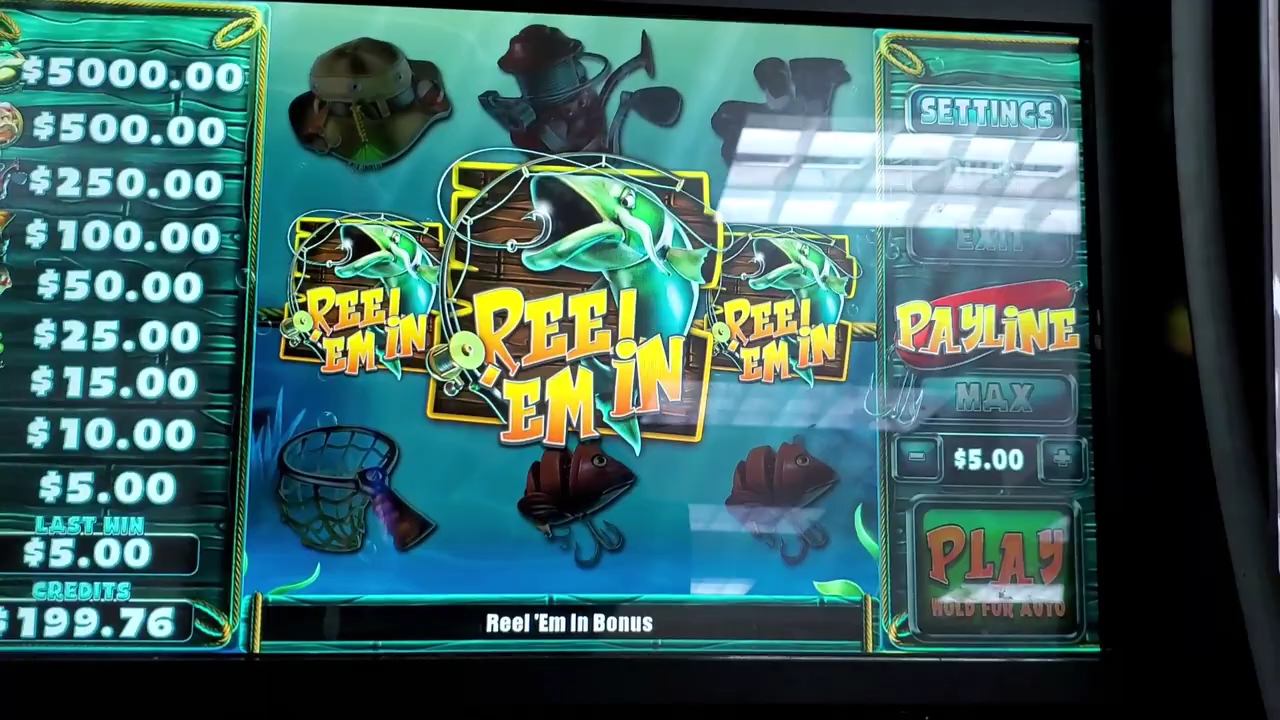 $5000.00
$500.00
$250.00
$100.00
$50.00
$25.00
$15.00
$10.00
$5.00
LAST WIN
$5.00
CREDITS
$199.76
REEL
'EM IN
REEL
'EM IN
REEL
'EM IN
Reel 'Em In Bonus
SETTINGS
EXIT
PAYLINE
MAX
-
$5.00
+
PLAY
HOLD FOR AUTO